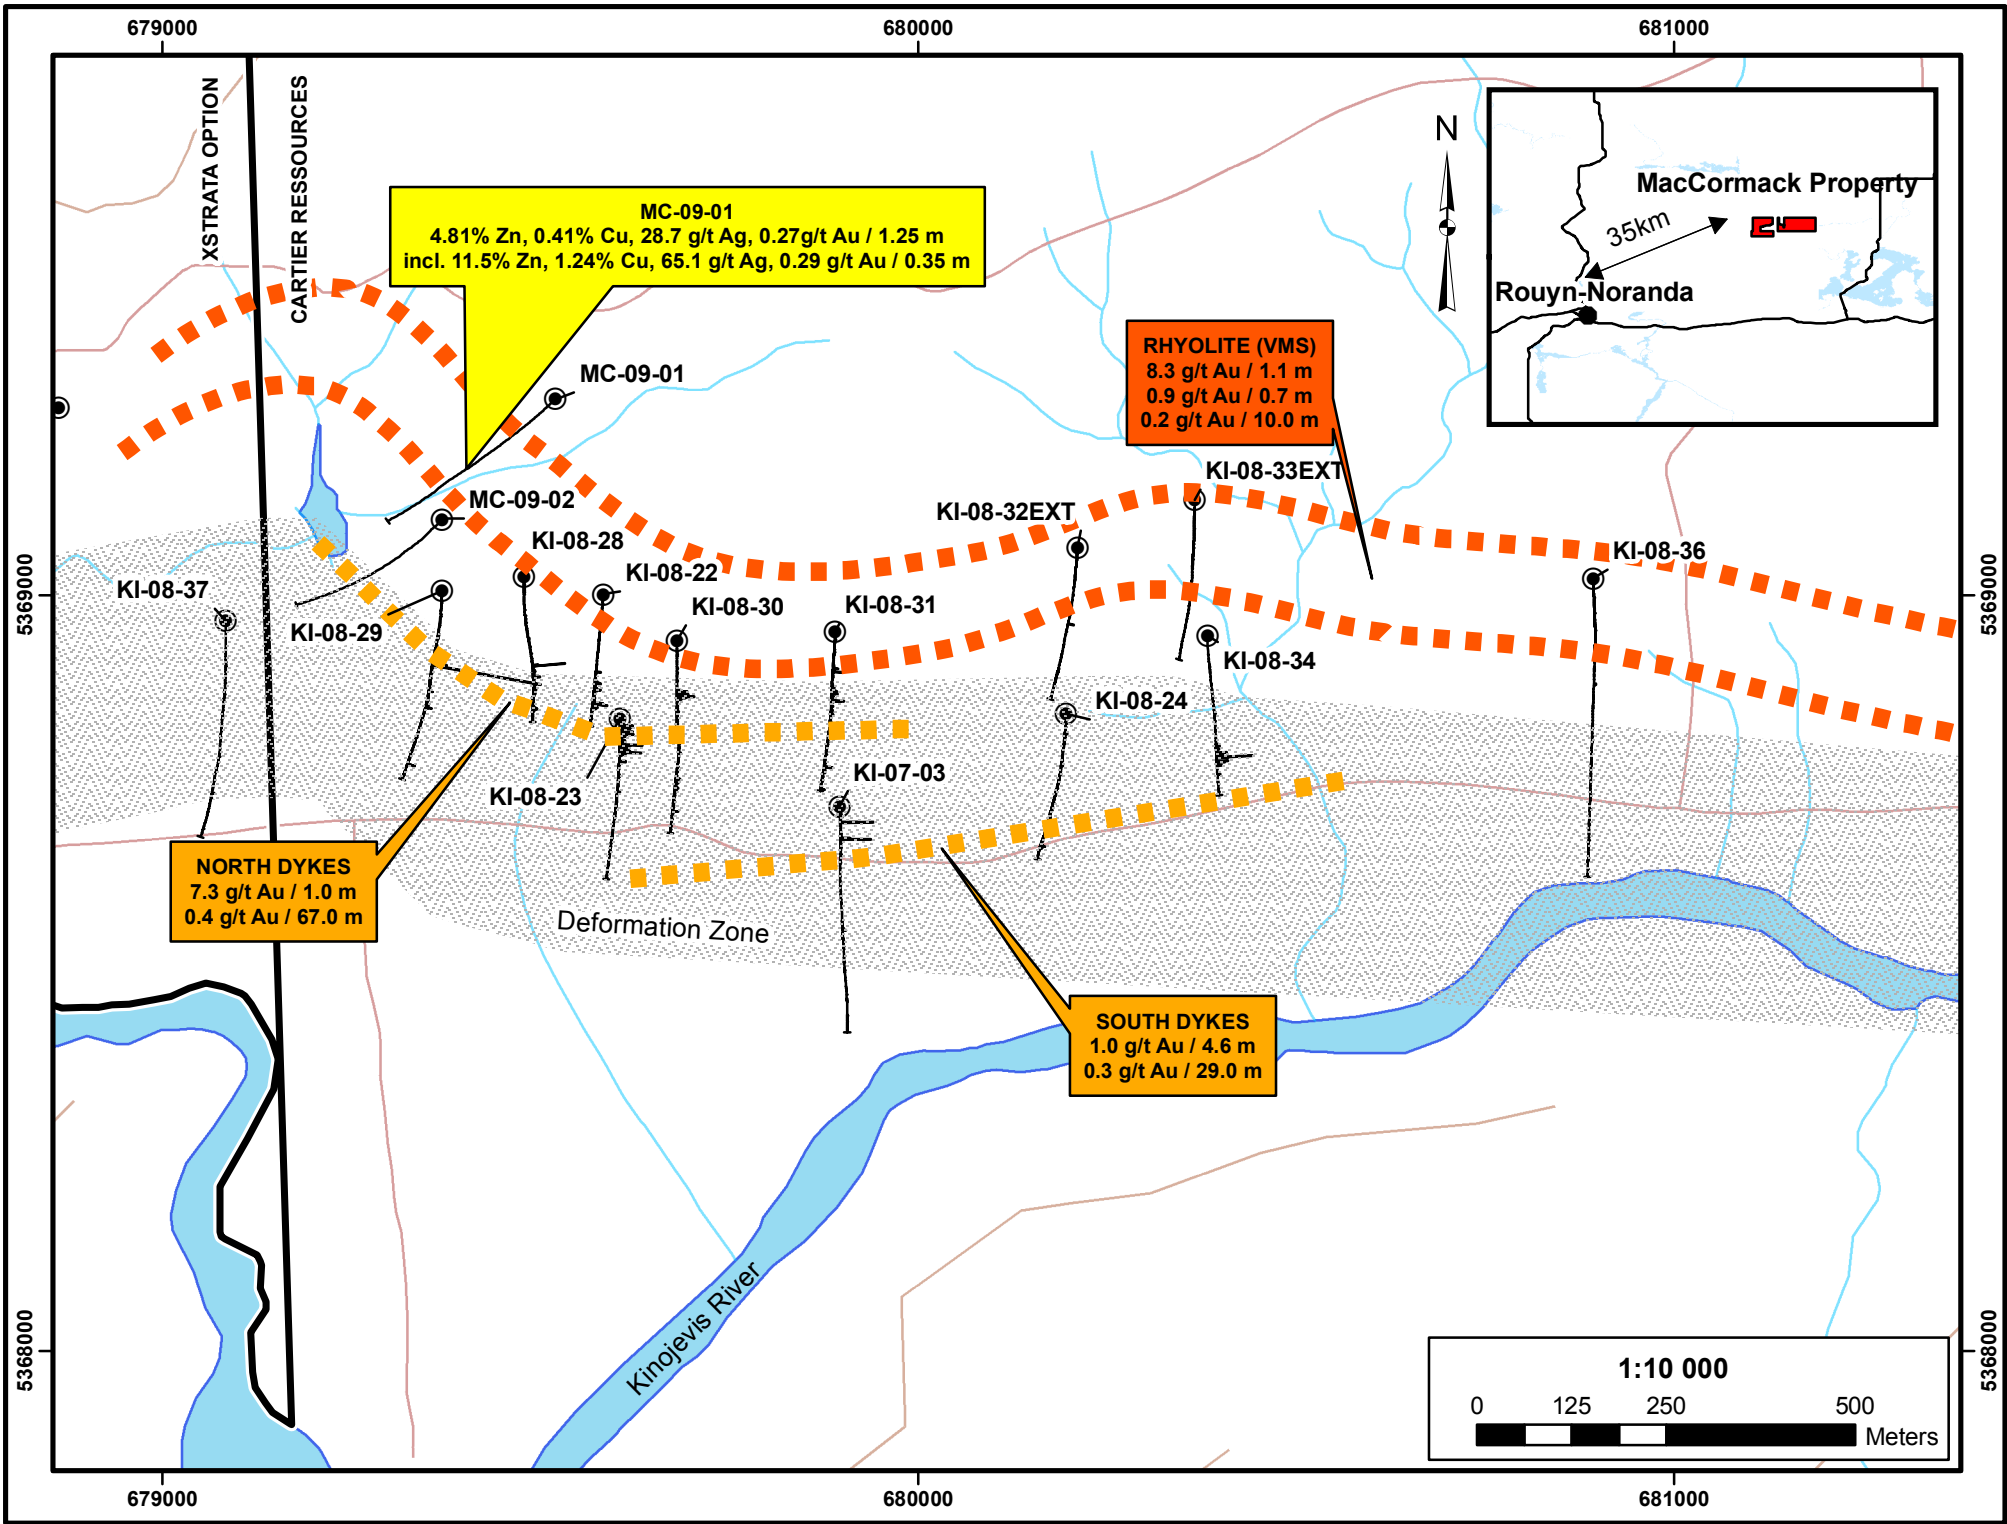 679000
680000
681000
XSTRATA OPTION
CARTIER RESSOURCES
MC-09-01
4.81% Zn, 0.41% Cu, 28.7 g/t Ag, 0.27g/t Au / 1.25 m
incl. 11.5% Zn, 1.24% Cu, 65.1 g/t Ag, 0.29 g/t Au / 0.35 m
N
MacCormack Property
35km
Rouyn-Noranda
RHYOLITE (VMS)
8.3 g/t Au / 1.1 m
0.9 g/t Au / 0.7 m
0.2 g/t Au / 10.0 m
MC-09-01
KI-08-33EXT
MC-09-02
KI-08-32EXT
KI-08-28
KI-08-36
KI-08-22
KI-08-37
KI-08-30
KI-08-31
5369000
5369000
KI-08-29
KI-08-34
KI-08-24
KI-07-03
KI-08-23
NORTH DYKES
7.3 g/t Au / 1.0 m
0.4 g/t Au / 67.0 m
Deformation Zone
SOUTH DYKES
1.0 g/t Au / 4.6 m
0.3 g/t Au / 29.0 m
Kinojevis River
5368000
5368000
1:10 000
0 125 250 500
Meters
679000
680000
681000